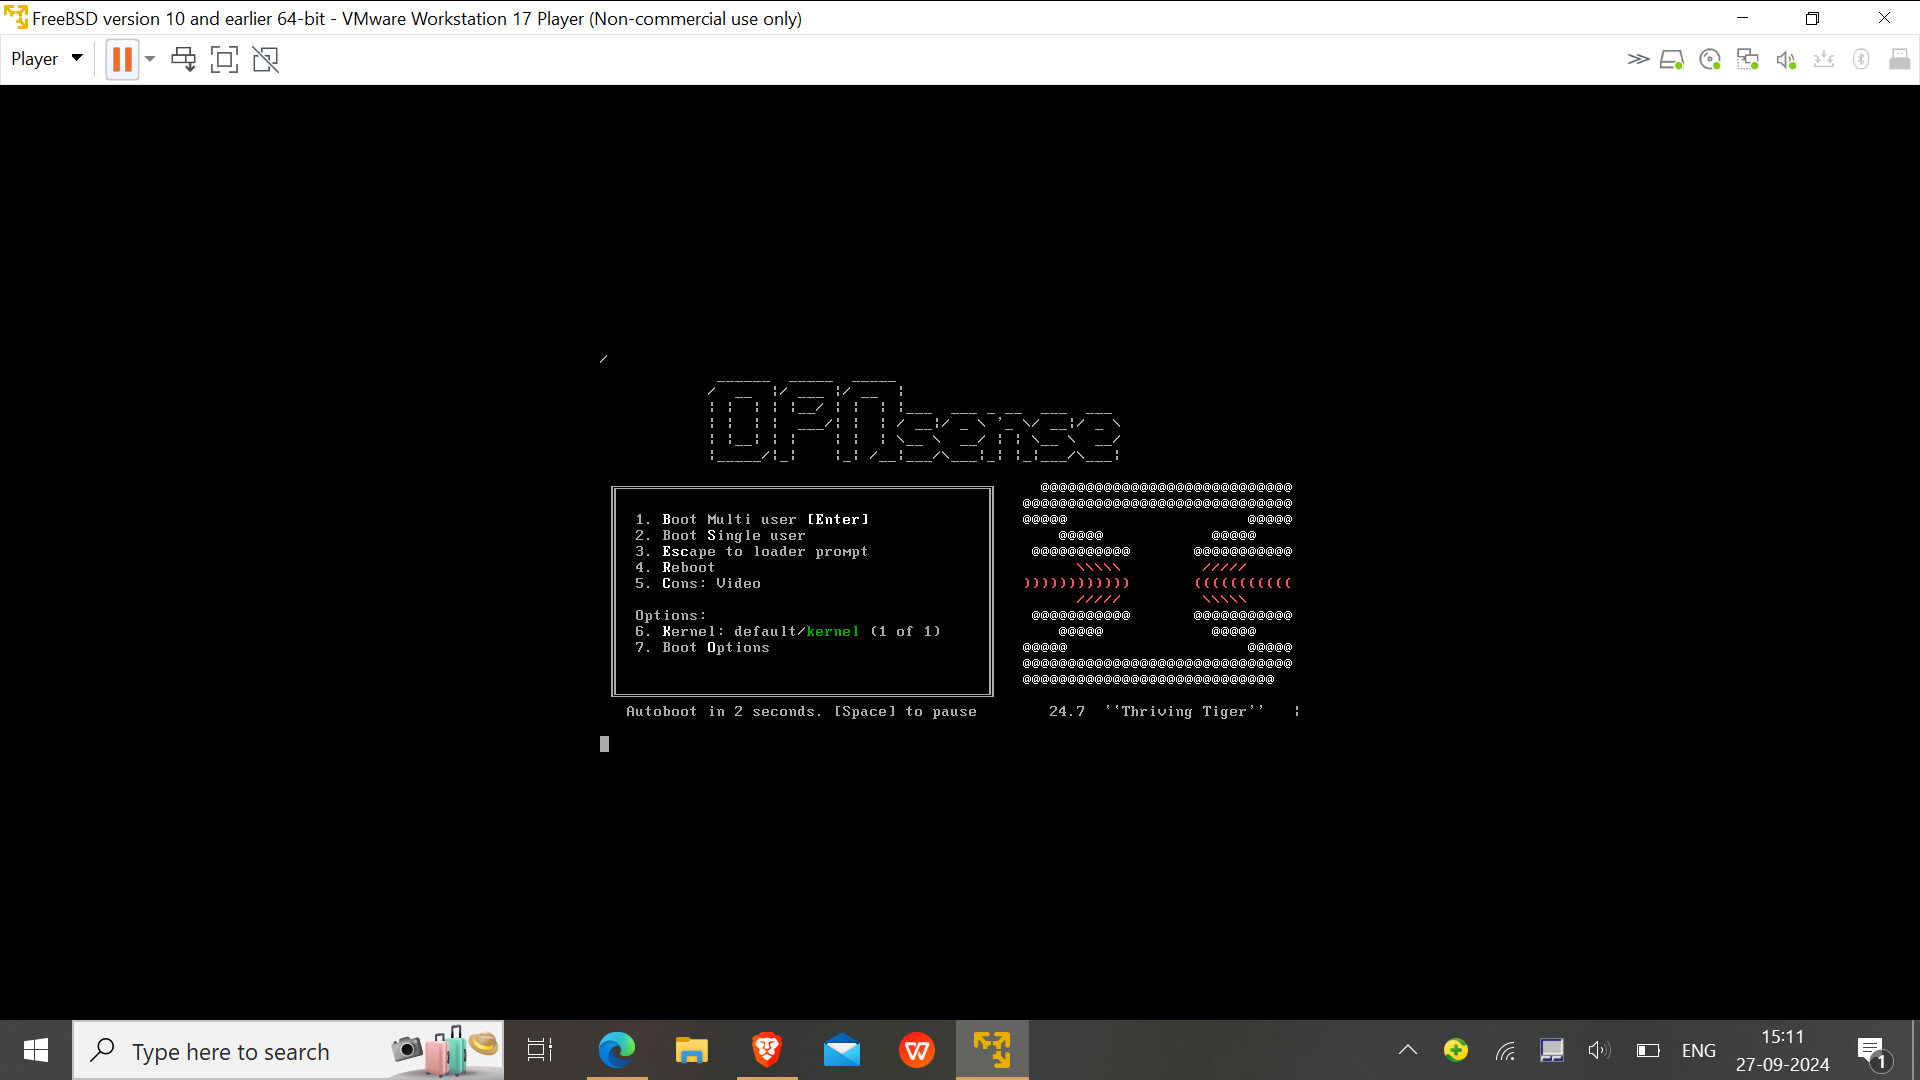 FreeBSD version 10 and earlier 64-bit - VMware Workstation 17 Player (Non-commercial use only)
Player
OPNsense
1. Boot Multi user [Enter]
2. Boot Single user
3. Escape to loader prompt
4. Reboot
5. Cons: Video
Options:
6. Kernel: default/kernel (1 of 1)
7. Boot Options
Autoboot in 2 seconds. [Space] to pause
24.7 ``Thriving Tiger''
Type here to search
ENG
15:11
27-09-2024
1